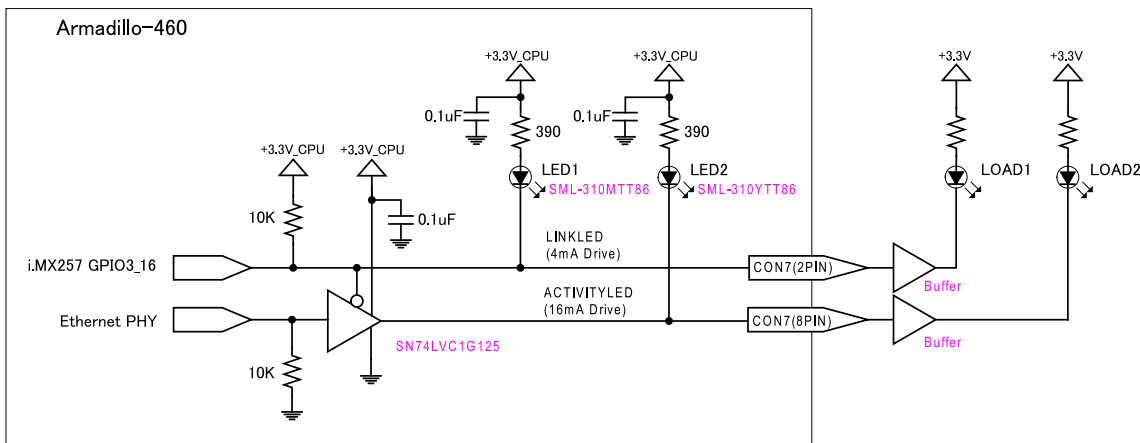 Armadillo-460
+3.3V_CPU
+3.3V_CPU
+3.3V
+3.3V
0.1uF
390
0.1uF
390
+3.3V_CPU
+3.3V_CPU
LED1
SML-310MTT86
LED2
SML-310YTT86
LOAD1
LOAD2
10K
0.1uF
LINKLED
(4mA Drive)
i.MX257 GPIO3_16
CON7(2PIN)
Buffer
ACTIVITYLED
(16mA Drive)
Ethernet PHY
CON7(8PIN)
Buffer
SN74LVC1G125
10K